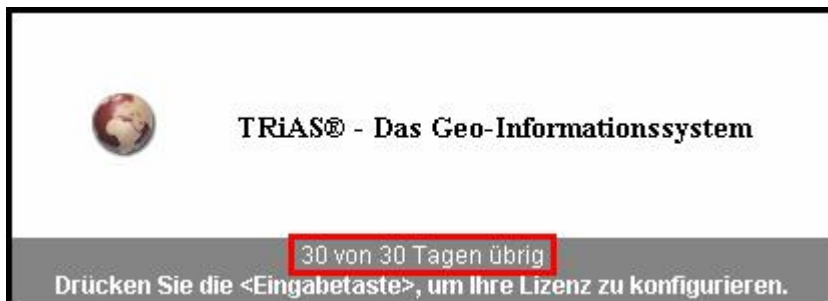 TRiAS® - Das Geo-Informationssystem
30 von 30 Tagen übrig
Drücken Sie die <Eingabetaste>, um Ihre Lizenz zu konfigurieren.